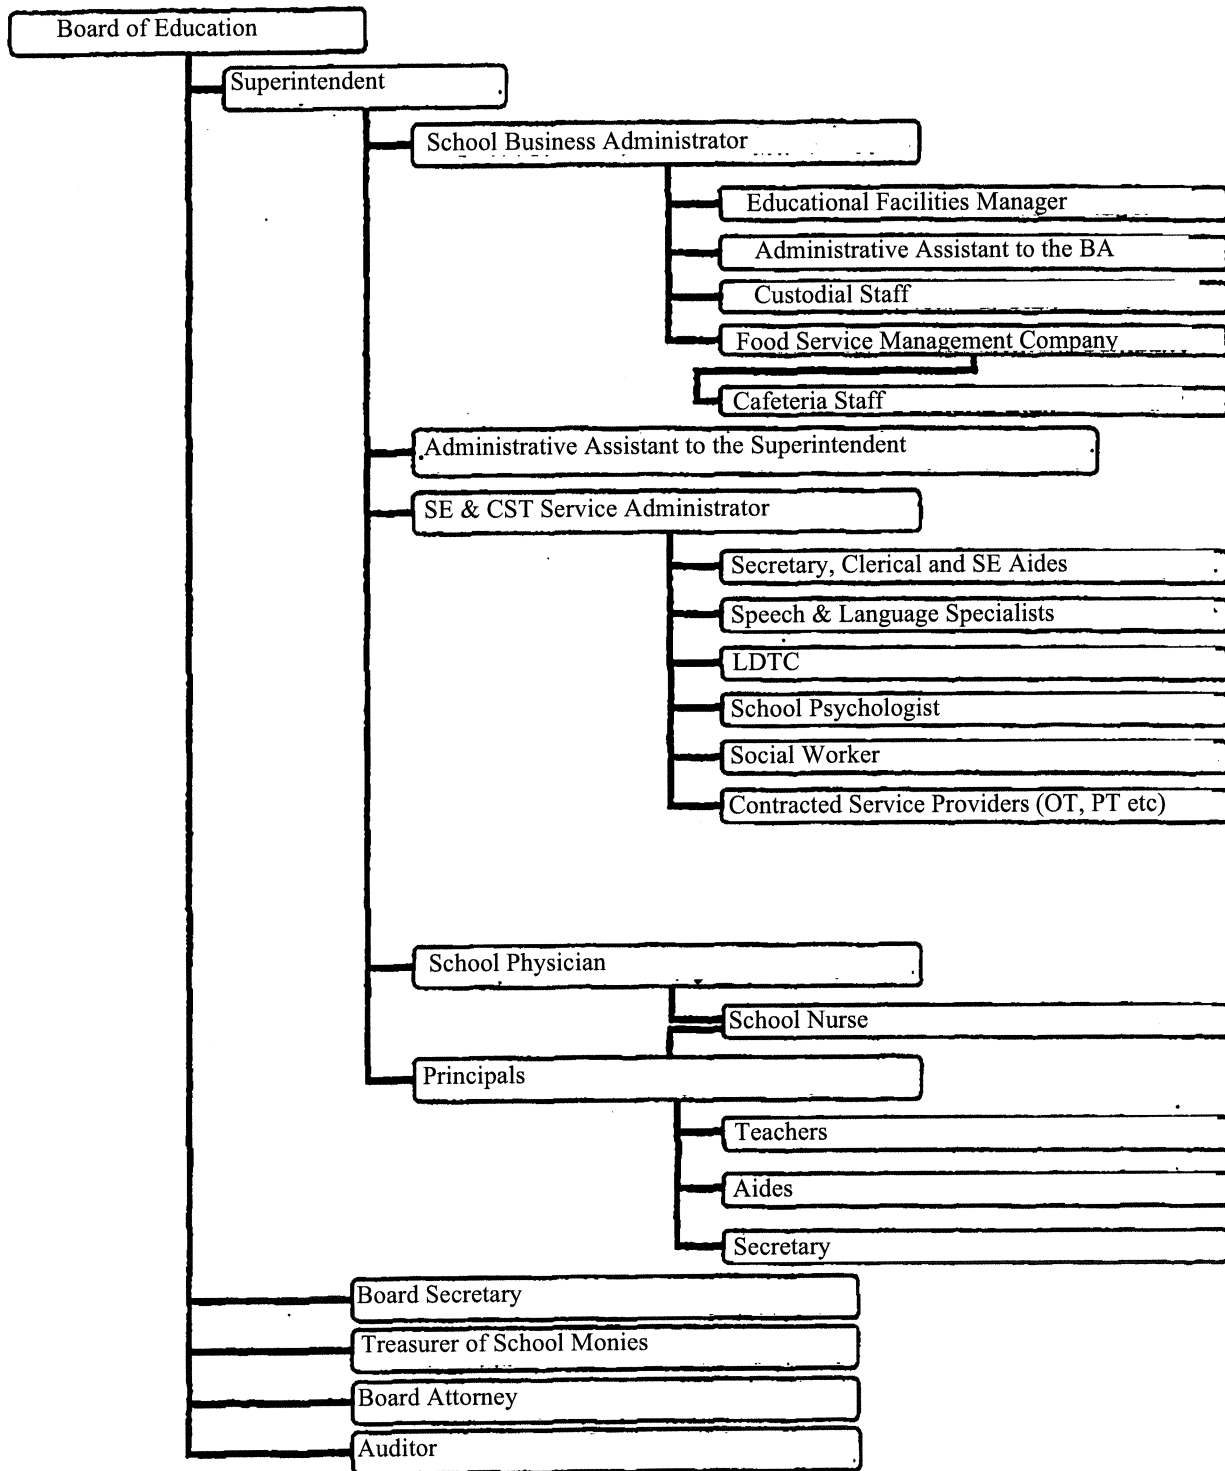 Board of Education
Superintendent
School Business Administrator
Educational Facilities Manager
Administrative Assistant to the BA
Custodial Staff
Food Service Management Company
Cafeteria Staff
Administrative Assistant to the Superintendent
SE & CST Service Administrator
Secretary, Clerical and SE Aides
Speech & Language Specialists
LDTC
School Psychologist
Social Worker
Contracted Service Providers (OT, PT etc)
School Physician
School Nurse
Principals
Teachers
Aides
Secretary
Board Secretary
Treasurer of School Monies
Board Attorney
Auditor